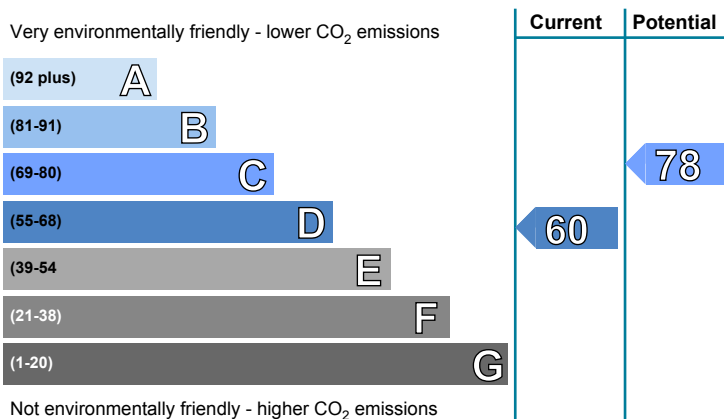 Current Potential
Very environmentally friendly - lower CO2 emissions
(92 plus) A
(81-91) B
(69-80) C
78
(55-68) D
60
(39-54 E
(21-38) F
(1-20) G
Not environmentally friendly - higher CO2 emissions